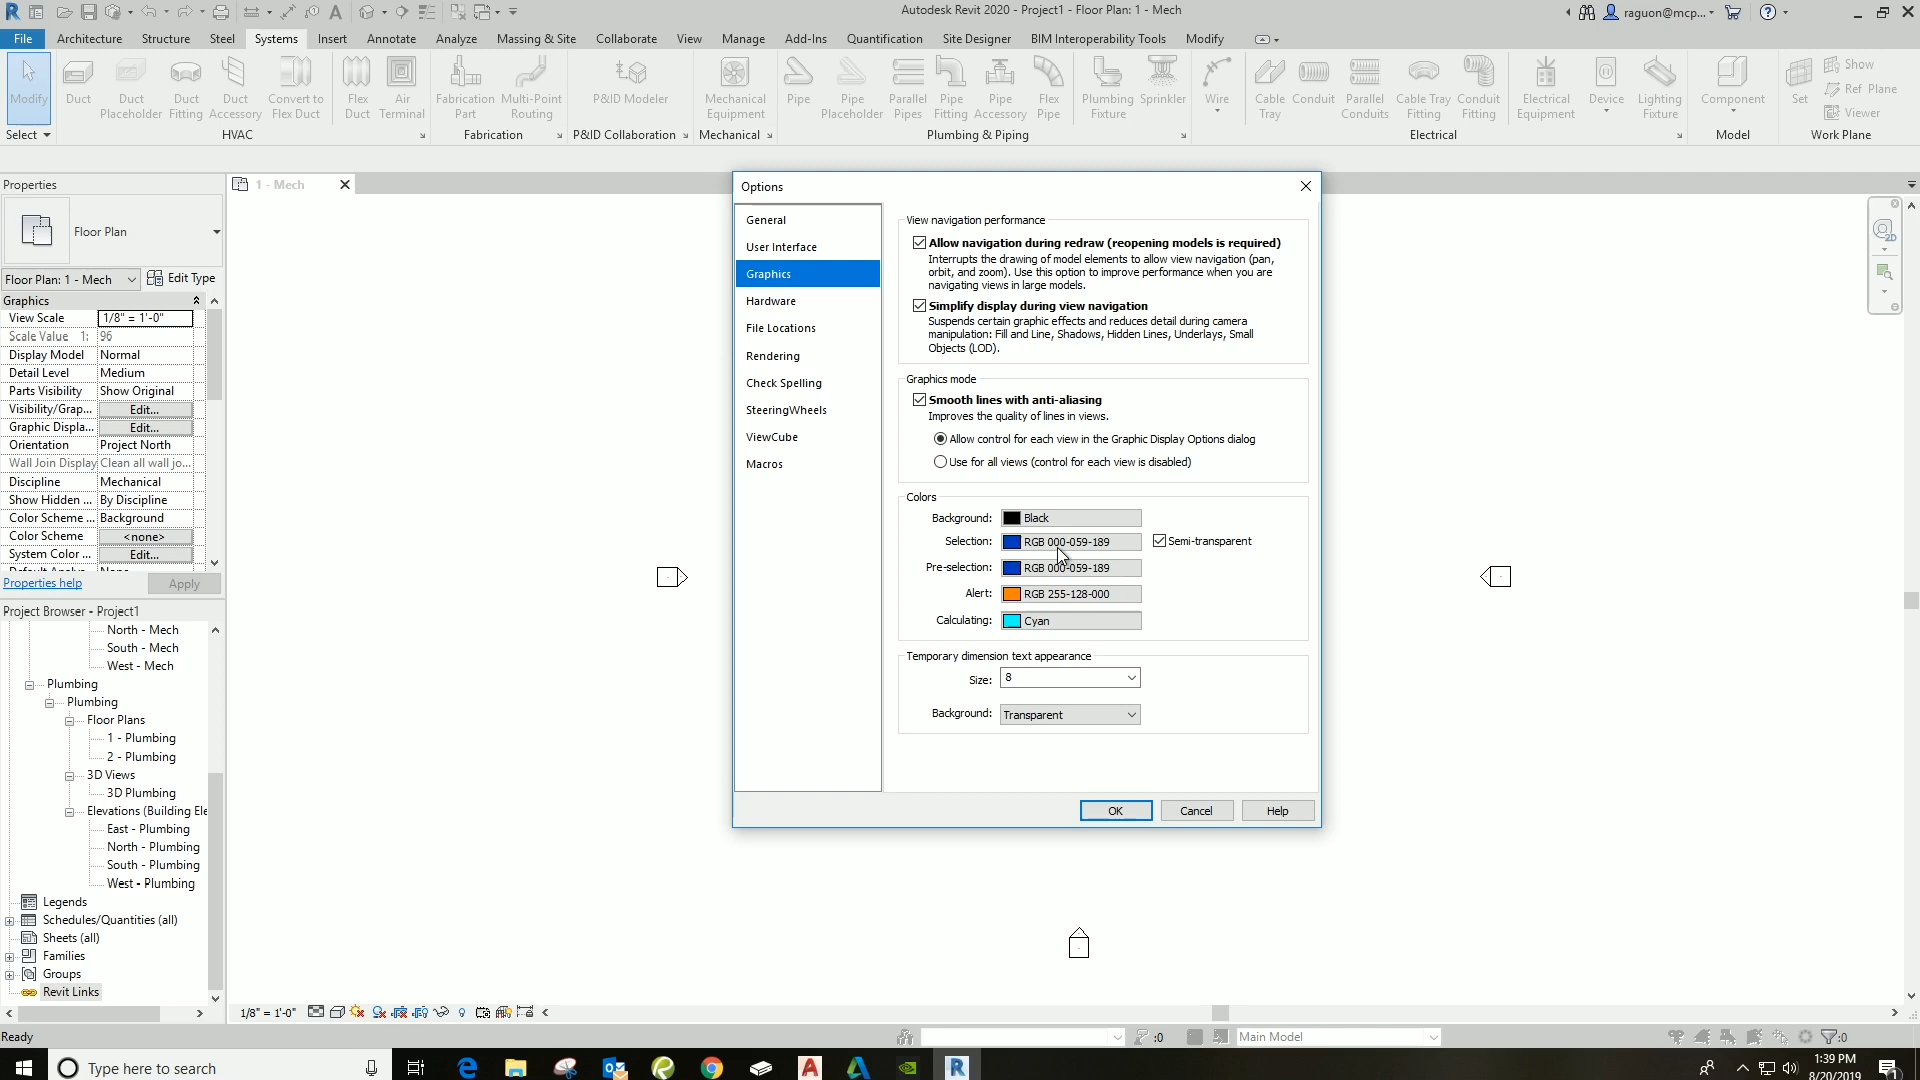 Autodesk Revit 2020 - Project1 - Floor Plan: 1 - Mech
raguon@mcp...
File Architecture Structure Steel Systems Insert Annotate Analyze Massing & Site Collaborate View Manage Add-Ins Quantification Site Designer BIM Interoperability Tools Modify
Modify
Duct
Duct Placeholder
Duct Fitting
Duct Accessory
Convert to Flex Duct
Flex Duct
Air Terminal
Fabrication Part
Multi-Point Routing
P&ID Modeler
Mechanical Equipment
Pipe
Pipe Placeholder
Parallel Pipes
Pipe Fitting
Pipe Accessory
Flex Pipe
Plumbing Fixture
Sprinkler
Wire
Cable Tray
Conduit
Parallel Conduits
Cable Tray Fitting
Conduit Fitting
Electrical Equipment
Device
Lighting Fixture
Component
Set
Show
Ref Plane
Viewer
Select HVAC Fabrication P&ID Collaboration Mechanical Plumbing & Piping Electrical Model Work Plane
Properties
1 - Mech
Floor Plan
Floor Plan: 1 - Mech Edit Type
Graphics
View Scale 1/8" = 1'-0"
Scale Value 1: 96
Display Model Normal
Detail Level Medium
Parts Visibility Show Original
Visibility/Grap... Edit...
Graphic Displa... Edit...
Orientation Project North
Wall Join Display Clean all wall jo...
Discipline Mechanical
Show Hidden ... By Discipline
Color Scheme ... Background
Color Scheme <none>
System Color ... Edit...
Properties help Apply
Project Browser - Project1
North - Mech
South - Mech
West - Mech
Plumbing
Plumbing
Floor Plans
1 - Plumbing
2 - Plumbing
3D Views
3D Plumbing
Elevations (Building Ele
East - Plumbing
North - Plumbing
South - Plumbing
West - Plumbing
Legends
Schedules/Quantities (all)
Sheets (all)
Families
Groups
Revit Links
Options
General
User Interface
Graphics
Hardware
File Locations
Rendering
Check Spelling
SteeringWheels
ViewCube
Macros
View navigation performance
Allow navigation during redraw (reopening models is required)
Interrupts the drawing of model elements to allow view navigation (pan,
orbit, and zoom). Use this option to improve performance when you are
navigating views in large models.
Simplify display during view navigation
Suspends certain graphic effects and reduces detail during camera
manipulation: Fill and Line, Shadows, Hidden Lines, Underlays, Small
Objects (LOD).
Graphics mode
Smooth lines with anti-aliasing
Improves the quality of lines in views.
Allow control for each view in the Graphic Display Options dialog
Use for all views (control for each view is disabled)
Colors
Background: Black
Selection: RGB 000-059-189 Semi-transparent
Pre-selection: RGB 000-059-189
Alert: RGB 255-128-000
Calculating: Cyan
Temporary dimension text appearance
Size: 8
Background: Transparent
OK Cancel Help
1/8" = 1'-0"
Ready
:0
Main Model
:0
Type here to search
1:39 PM
8/20/2019